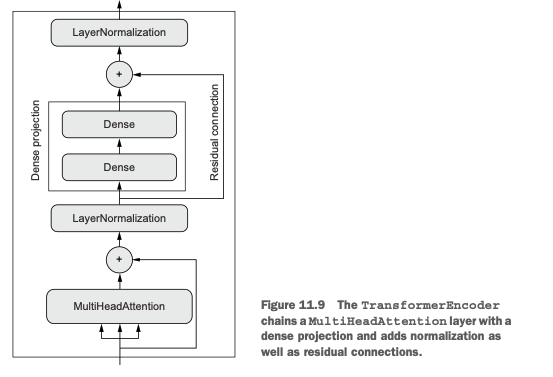 LayerNormalization
+
Dense projection
Dense
Residual connection
Dense
LayerNormalization
+
MultiHeadAttention
Figure 11.9 The TransformerEncoder
chains a MultiHeadAttention layer with a
dense projection and adds normalization as
well as residual connections.